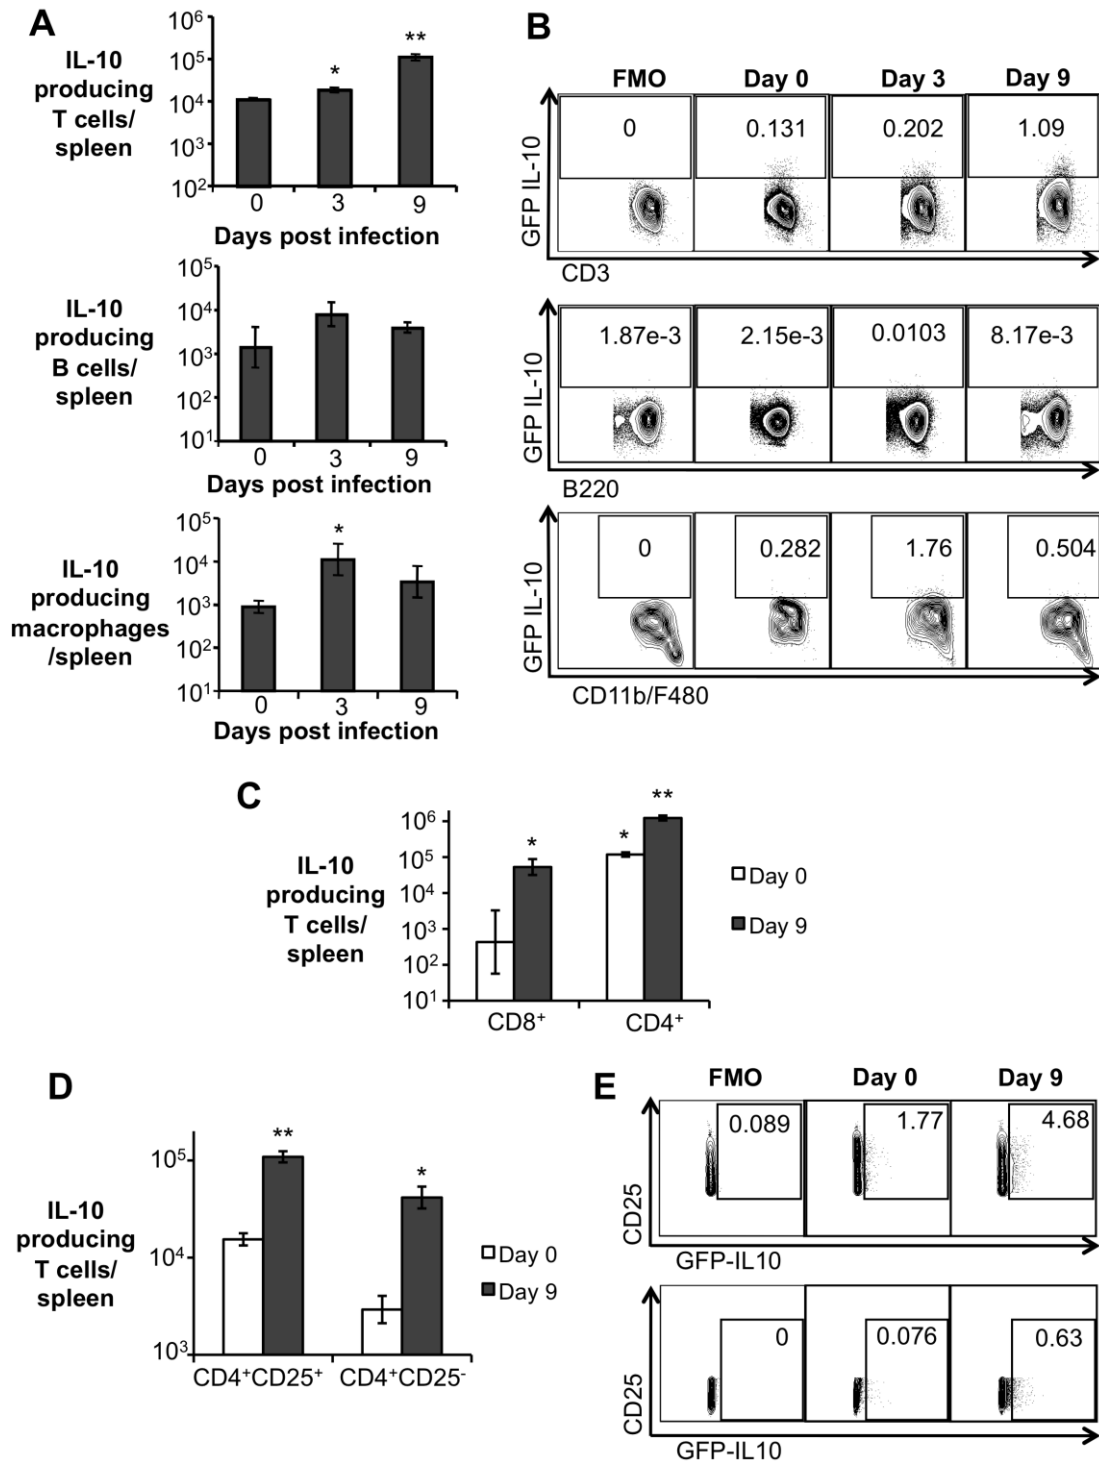 A
IL-10
producing
T cells/
spleen
10⁶
10⁵
10⁴
10³
10²
*
**
0 3 9
Days post infection
IL-10
producing
B cells/
spleen
10⁵
10⁴
10³
10²
10¹
0 3 9
Days post infection
IL-10
producing
macrophages
/spleen
10⁵
10⁴
10³
10²
10¹
*
0 3 9
Days post infection
B
FMO Day 0 Day 3 Day 9
GFP IL-10
0 0.131 0.202 1.09
CD3
GFP IL-10
1.87e-3 2.15e-3 0.0103 8.17e-3
B220
GFP IL-10
0 0.282 1.76 0.504
CD11b/F480
C
IL-10
producing
T cells/
spleen
10⁶
10⁵
10⁴
10³
10²
10¹
*
* **
CD8⁺ CD4⁺
Day 0
Day 9
D
IL-10
producing
T cells/
spleen
10⁵
10⁴
10³
**
*
CD4⁺CD25⁺ CD4⁺CD25⁻
Day 0
Day 9
E
FMO Day 0 Day 9
CD25
0.089 1.77 4.68
GFP-IL10
CD25
0 0.076 0.63
GFP-IL10